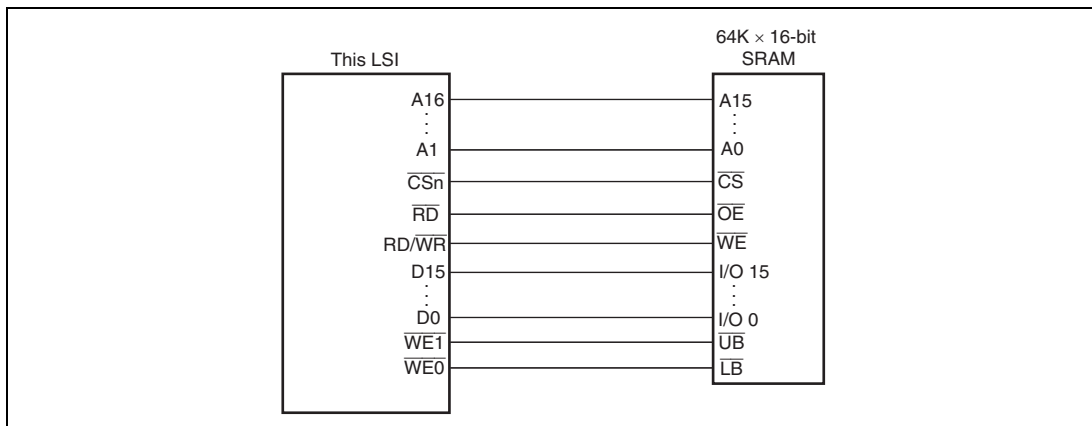 64K × 16-bit
This LSI SRAM
A16 A15
A1 A0
CSn CS
RD OE
RD/WR WE
D15 I/O 15
D0 I/O 0
WE1 UB
WE0 LB